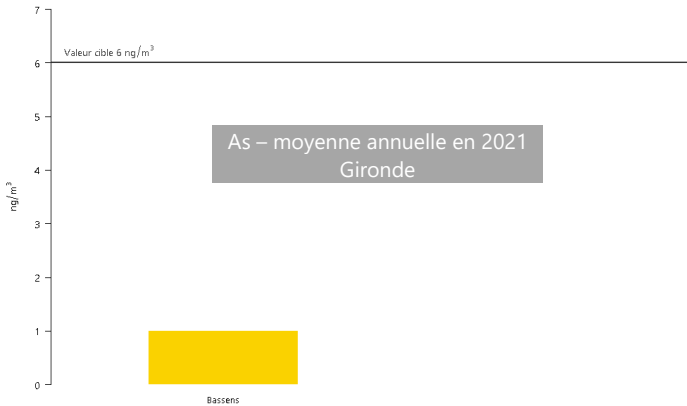 7
Valeur cible 6 ng/m³
6
5
As – moyenne annuelle en 2021
Gironde
4
ng/m³
3
2
1
0
Bassens